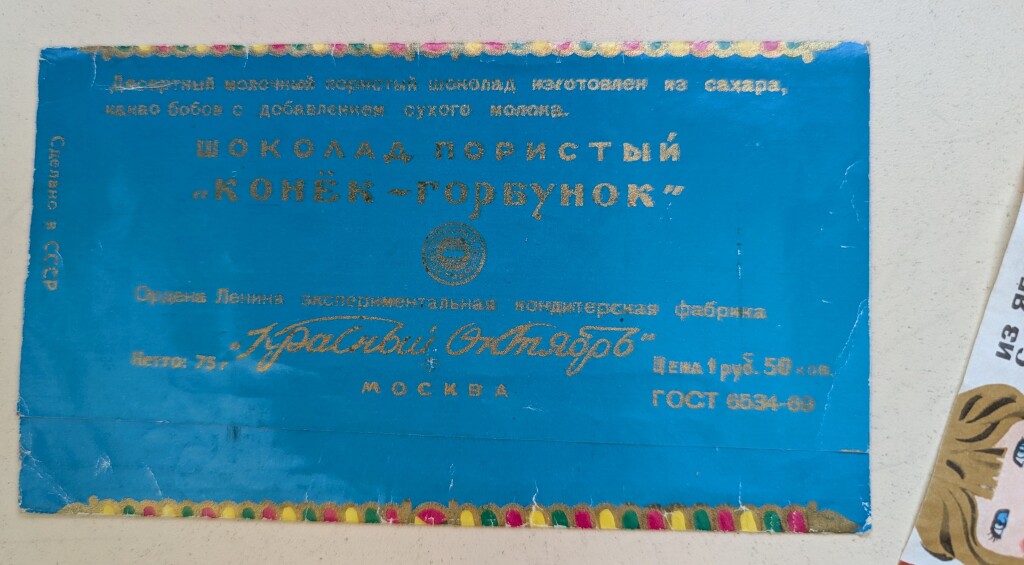 Десертный молочный пористый шоколад изготовлен из сахара,
какао бобов с добавлением сухого молока.
ШОКОЛАД ПОРИСТЫЙ
„КОНЁК-ГОРБУНОК”
Сделано в СССР
Ордена Ленина экспериментальная кондитерская фабрика
„Красный Октябрь”
Нетто: 75 г
Цена 1 руб. 50 коп.
МОСКВА
ГОСТ 6534-69
ИЗ